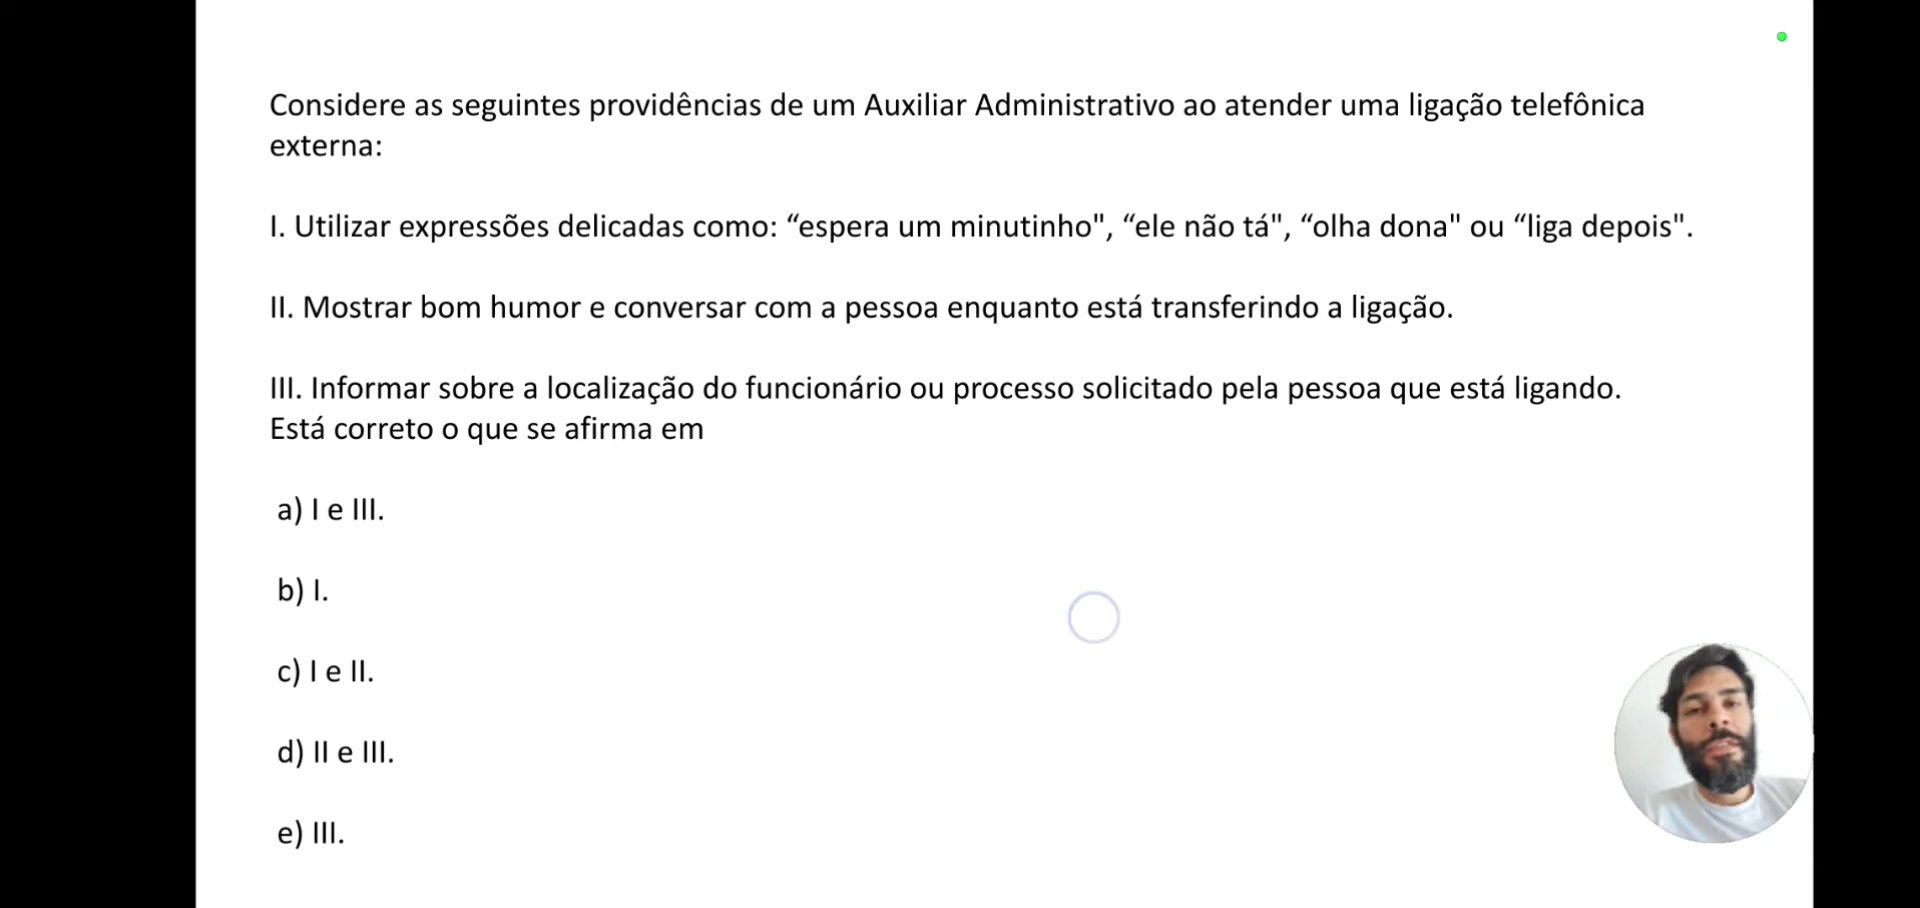 Considere as seguintes providências de um Auxiliar Administrativo ao atender uma ligação telefônica
externa:
I. Utilizar expressões delicadas como: “espera um minutinho", “ele não tá", “olha dona" ou “liga depois".
II. Mostrar bom humor e conversar com a pessoa enquanto está transferindo a ligação.
III. Informar sobre a localização do funcionário ou processo solicitado pela pessoa que está ligando.
Está correto o que se afirma em
a) I e III.
b) I.
c) I e II.
d) II e III.
e) III.